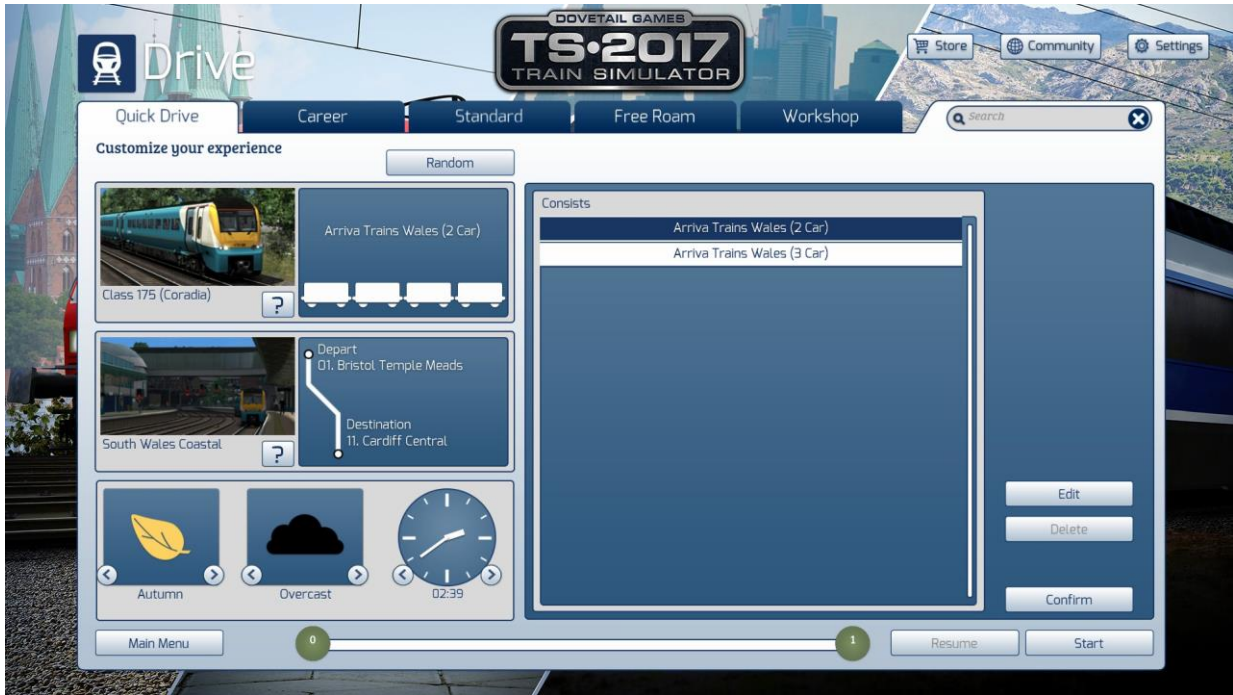 DOVETAIL GAMES
TS•2017
TRAIN SIMULATOR
Drive
Store
Community
Settings
Quick Drive
Career
Standard
Free Roam
Workshop
Search
Customize your experience
Random
Arriva Trains Wales (2 Car)
Class 175 (Coradia)
?
Depart
01. Bristol Temple Meads
Destination
11. Cardiff Central
South Wales Coastal
?
Autumn
Overcast
02:39
Consists
Arriva Trains Wales (2 Car)
Arriva Trains Wales (3 Car)
Edit
Delete
Confirm
Main Menu
0
1
Resume
Start